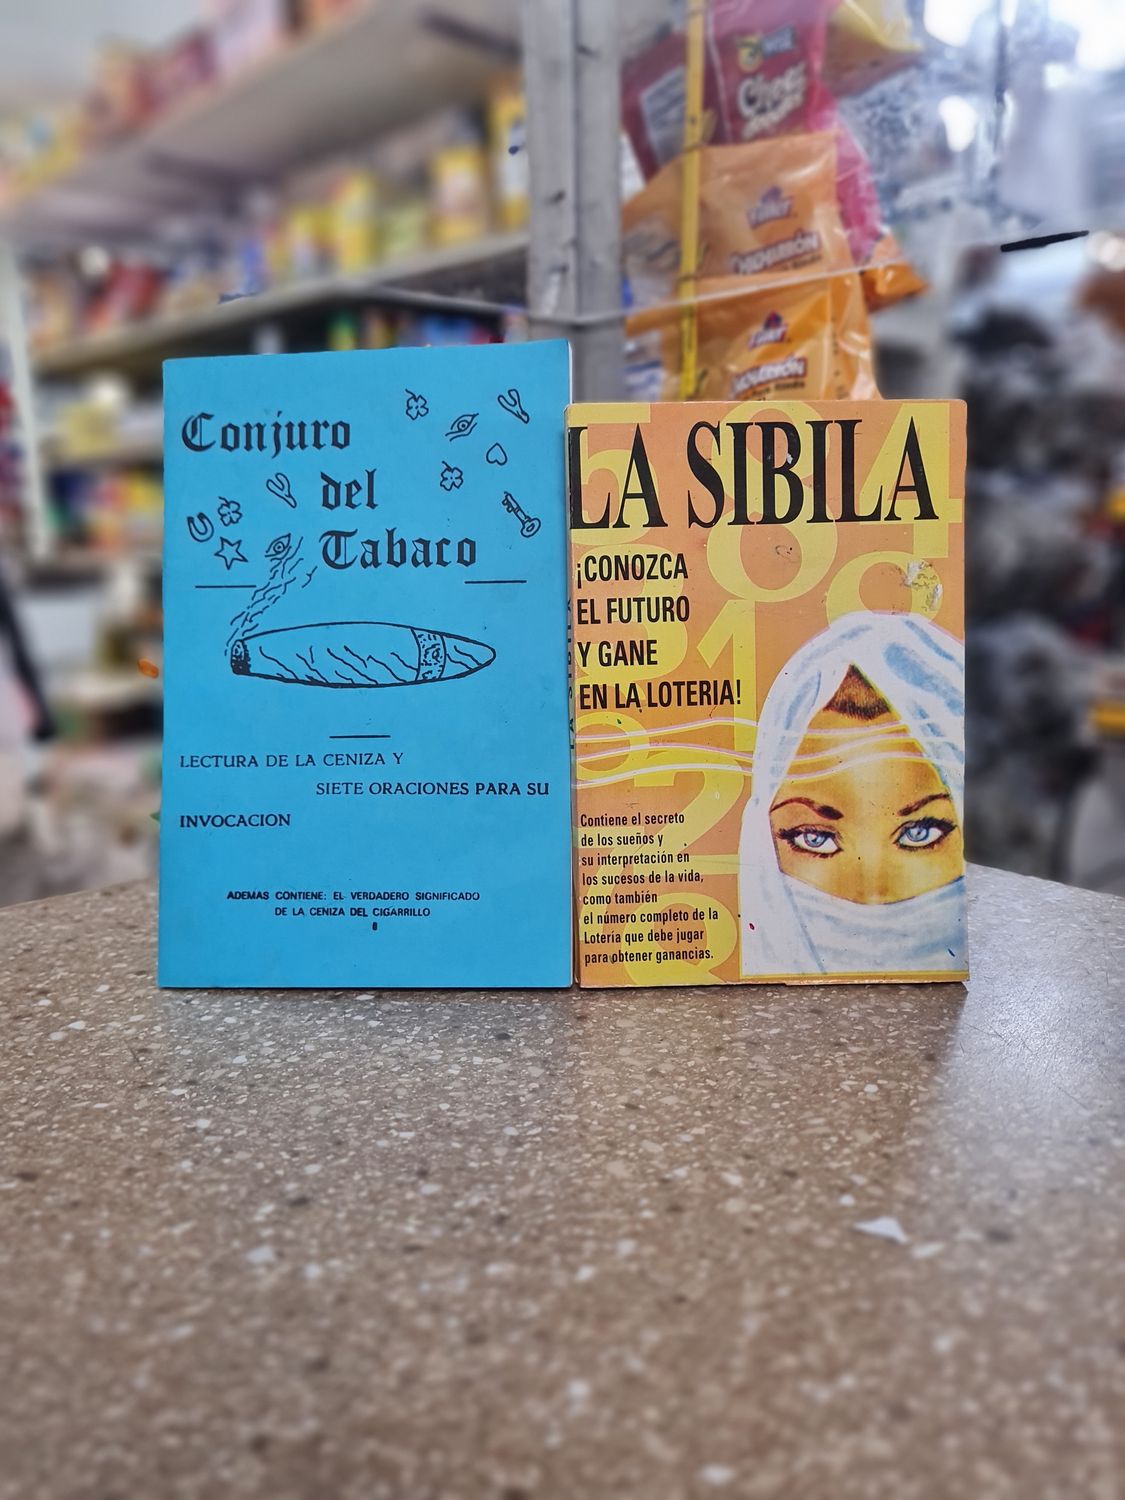 Conjuro
del
Tabaco
LECTURA DE LA CENIZA Y
SIETE ORACIONES PARA SU
INVOCACION
ADEMAS CONTIENE: EL VERDADERO SIGNIFICADO
DE LA CENIZA DEL CIGARRILLO
LA SIBILA
¡CONOZCA
EL FUTURO
Y GANE
EN LA LOTERIA!
Contiene el secreto
de los sueños y
su interpretación en
los sucesos de la vida,
como también
el número completo de la
Lotería que debe jugar
para obtener ganancias.
LA SIBILA
Cheez